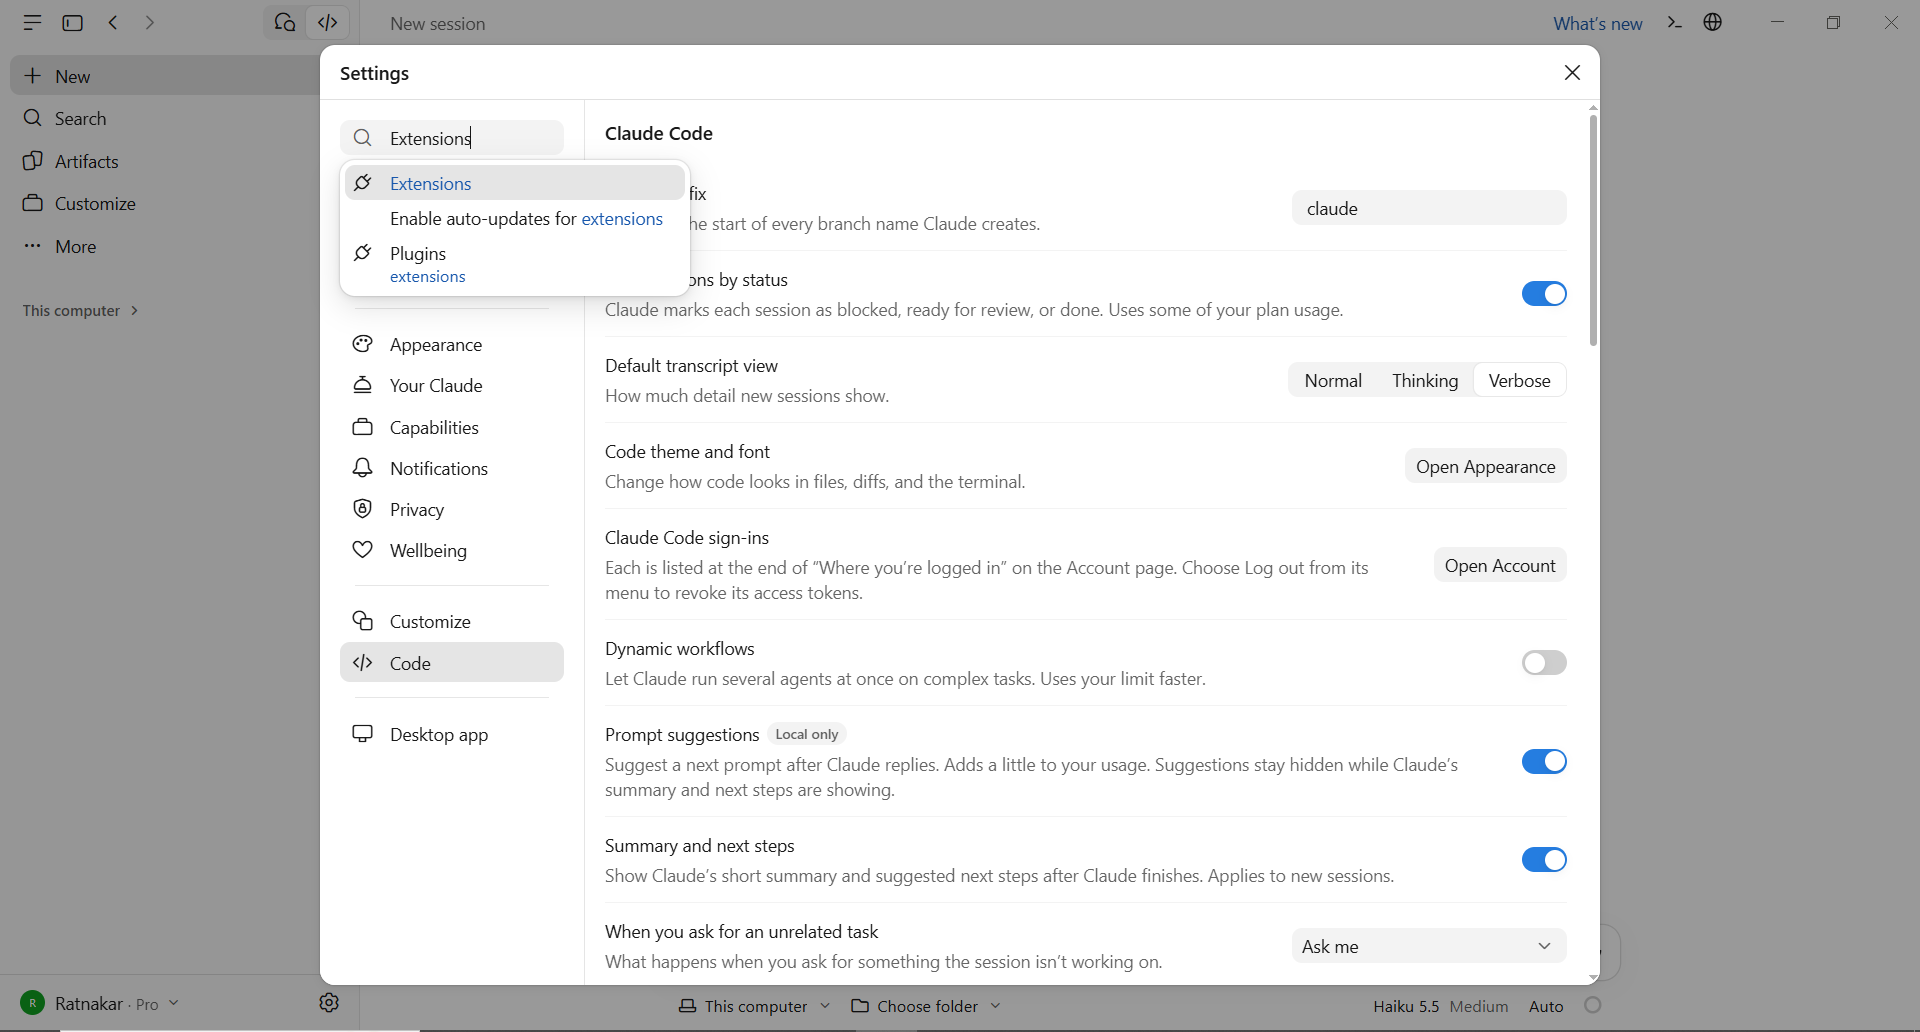 New session
What's new
Settings
New
Search
Artifacts
Customize
More
This computer
Extensions
Extensions
Enable auto-updates for extensions
Plugins
extensions
Appearance
Your Claude
Capabilities
Notifications
Privacy
Wellbeing
Customize
Code
Desktop app
Claude Code
fix
he start of every branch name Claude creates.
claude
ons by status
Claude marks each session as blocked, ready for review, or done. Uses some of your plan usage.
Default transcript view
How much detail new sessions show.
Normal Thinking Verbose
Code theme and font
Change how code looks in files, diffs, and the terminal.
Open Appearance
Claude Code sign-ins
Each is listed at the end of “Where you're logged in” on the Account page. Choose Log out from its
menu to revoke its access tokens.
Open Account
Dynamic workflows
Let Claude run several agents at once on complex tasks. Uses your limit faster.
Prompt suggestions Local only
Suggest a next prompt after Claude replies. Adds a little to your usage. Suggestions stay hidden while Claude's
summary and next steps are showing.
Summary and next steps
Show Claude's short summary and suggested next steps after Claude finishes. Applies to new sessions.
When you ask for an unrelated task
What happens when you ask for something the session isn't working on.
Ask me
R Ratnakar · Pro
This computer Choose folder
Haiku 5.5 Medium Auto